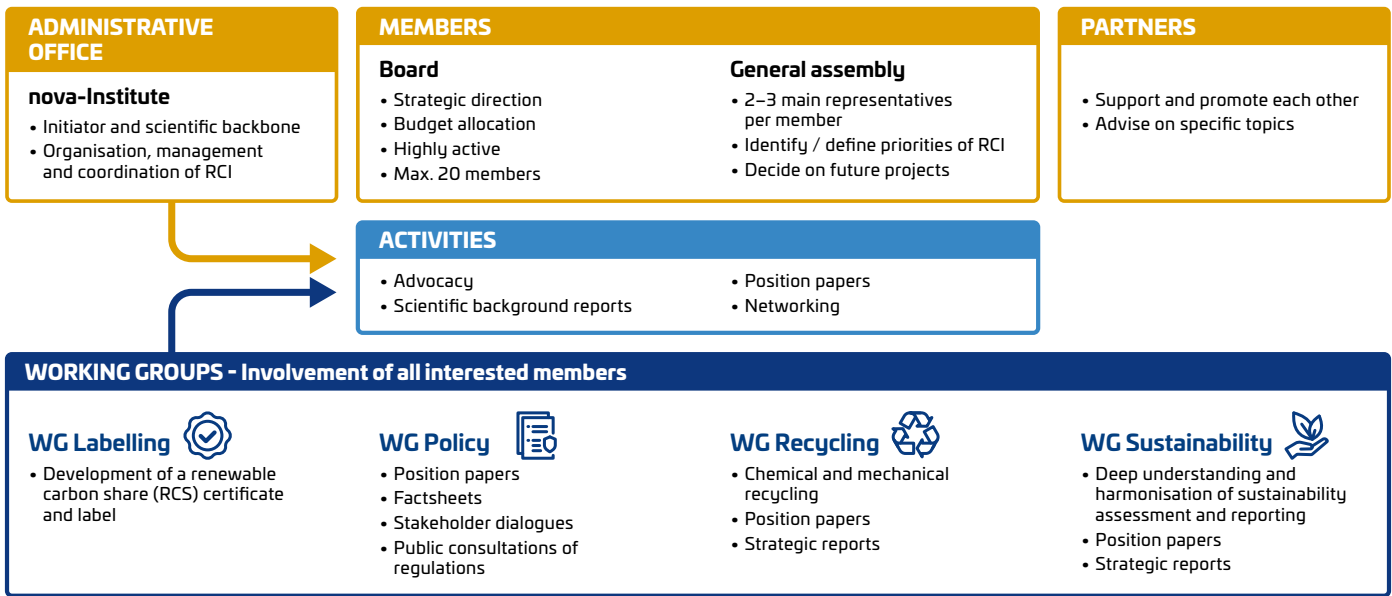 ADMINISTRATIVE
OFFICE
nova-Institute
• Initiator and scientific backbone
• Organisation, management
and coordination of RCI
MEMBERS
Board
• Strategic direction
• Budget allocation
• Highly active
• Max. 20 members
General assembly
• 2–3 main representatives
per member
• Identify / define priorities of RCI
• Decide on future projects
PARTNERS
• Support and promote each other
• Advise on specific topics
ACTIVITIES
• Advocacy
• Scientific background reports
• Position papers
• Networking
WORKING GROUPS - Involvement of all interested members
WG Labelling
• Development of a renewable
carbon share (RCS) certificate
and label
WG Policy
• Position papers
• Factsheets
• Stakeholder dialogues
• Public consultations of
regulations
WG Recycling
• Chemical and mechanical
recycling
• Position papers
• Strategic reports
WG Sustainability
• Deep understanding and
harmonisation of sustainability
assessment and reporting
• Position papers
• Strategic reports